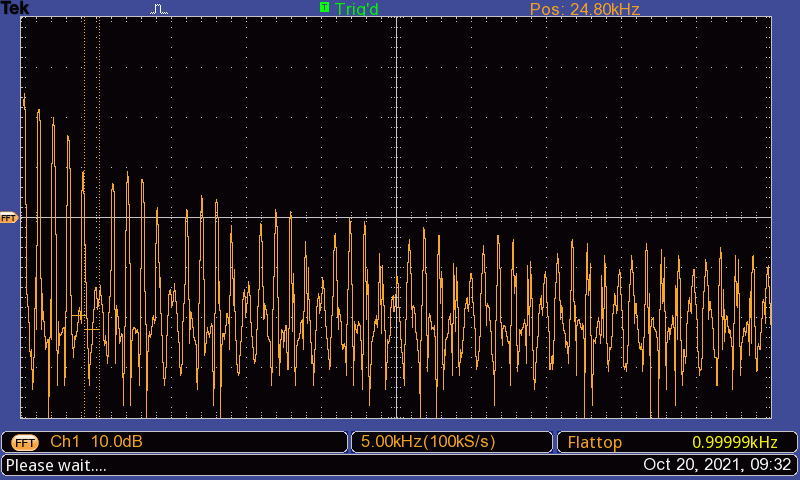 Tek T Trig'd Pos: 24.80kHz
FFT
FFT Ch1 10.0dB 5.00kHz(100kS/s) Flattop 0.99999kHz
Please wait.... Oct 20, 2021, 09:32